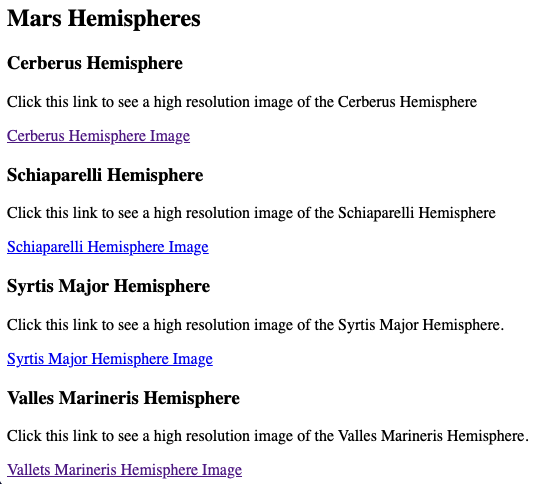 Mars Hemispheres
Cerberus Hemisphere
Click this link to see a high resolution image of the Cerberus Hemisphere
Cerberus Hemisphere Image
Schiaparelli Hemisphere
Click this link to see a high resolution image of the Schiaparelli Hemisphere
Schiaparelli Hemisphere Image
Syrtis Major Hemisphere
Click this link to see a high resolution image of the Syrtis Major Hemisphere.
Syrtis Major Hemisphere Image
Valles Marineris Hemisphere
Click this link to see a high resolution image of the Valles Marineris Hemisphere.
Vallets Marineris Hemisphere Image